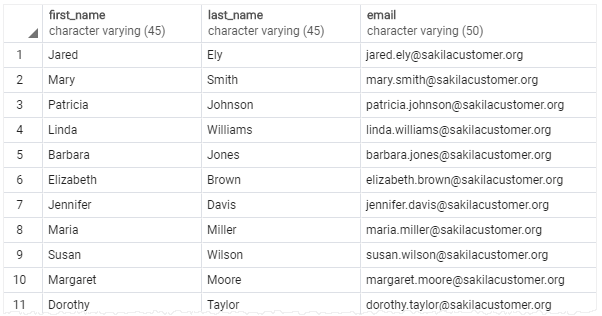 first_name last_name email
character varying (45) character varying (45) character varying (50)
1 Jared Ely jared.ely@sakilacustomer.org
2 Mary Smith mary.smith@sakilacustomer.org
3 Patricia Johnson patricia.johnson@sakilacustomer.org
4 Linda Williams linda.williams@sakilacustomer.org
5 Barbara Jones barbara.jones@sakilacustomer.org
6 Elizabeth Brown elizabeth.brown@sakilacustomer.org
7 Jennifer Davis jennifer.davis@sakilacustomer.org
8 Maria Miller maria.miller@sakilacustomer.org
9 Susan Wilson susan.wilson@sakilacustomer.org
10 Margaret Moore margaret.moore@sakilacustomer.org
11 Dorothy Taylor dorothy.taylor@sakilacustomer.org